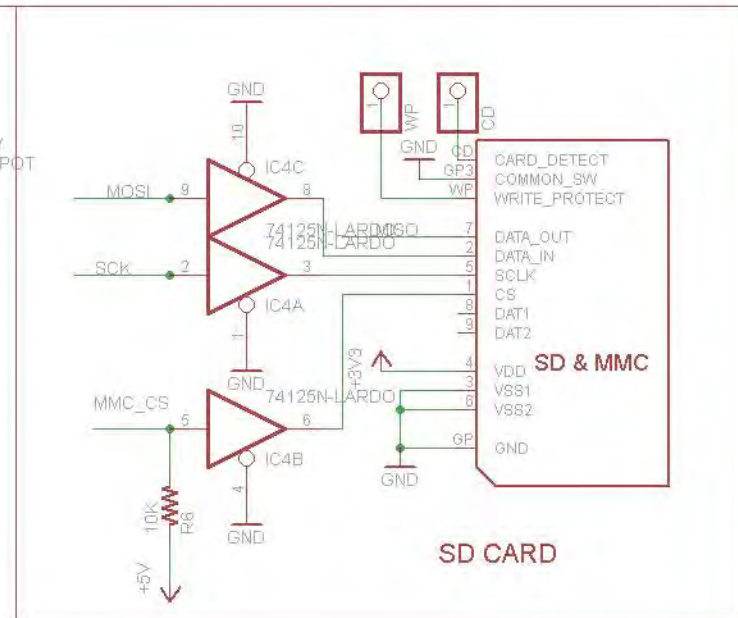 POT
GND
10
IC4C
MOSI
9
8
74125N-LARDO
MISO
74125N-LARDO
SCK
2
3
IC4A
1
GND
1
WP
1
CD
GND
CD
GP3
WP
CARD_DETECT
COMMON_SW
WRITE_PROTECT
7
DATA_OUT
2
DATA_IN
5
SCLK
1
CS
8
DAT1
9
DAT2
4
VDD
3
VSS1
6
VSS2
GP
GND
SD & MMC
+3V3
GND
74125N-LARDO
MMC_CS
5
6
IC4B
4
GND
10K
R6
+5V
SD CARD